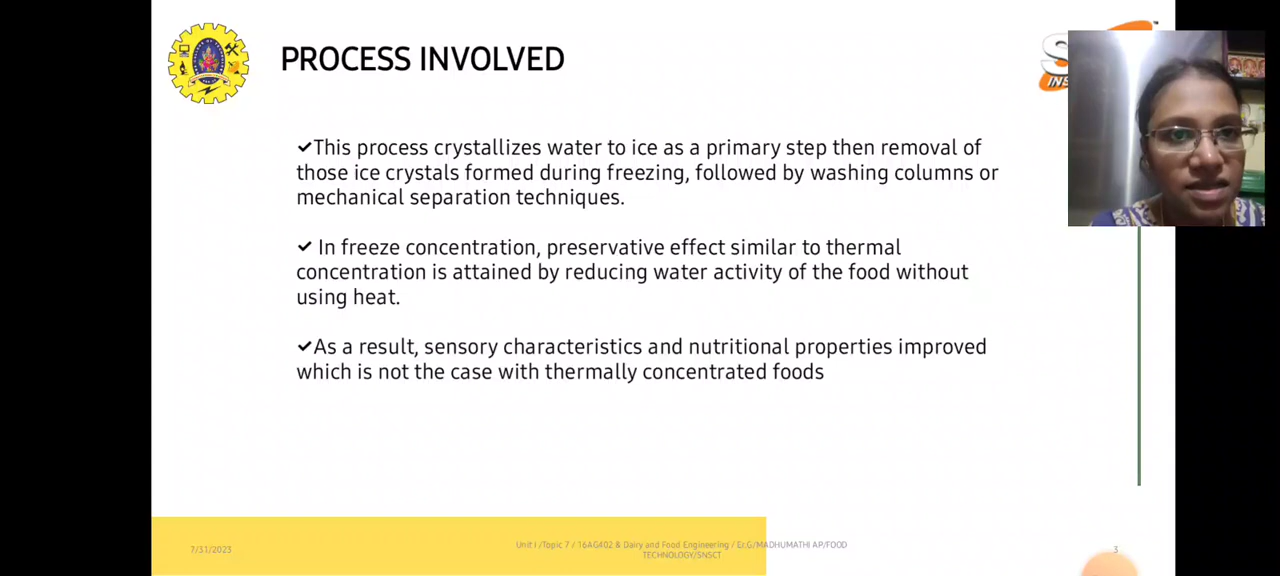 PROCESS INVOLVED
✓This process crystallizes water to ice as a primary step then removal of
those ice crystals formed during freezing, followed by washing columns or
mechanical separation techniques.
✓ In freeze concentration, preservative effect similar to thermal
concentration is attained by reducing water activity of the food without
using heat.
✓As a result, sensory characteristics and nutritional properties improved
which is not the case with thermally concentrated foods
7/31/2023
Unit I /Topic 7 / 16AG402 & Dairy and Food Engineering / Er.G/MADHUMATHI AP/FOOD
TECHNOLOGY/SNSCT
3